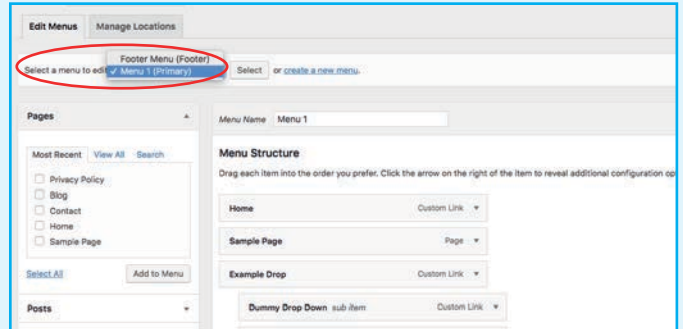 Edit Menus Manage Locations
Footer Menu (Footer)
Select a menu to edit ✓ Menu 1 (Primary) Select or create a new menu.
Pages
Menu Name Menu 1
Most Recent View All Search
Privacy Policy
Blog
Contact
Home
Sample Page
Select All Add to Menu
Posts
Menu Structure
Drag each item into the order you prefer. Click the arrow on the right of the item to reveal additional configuration op
Home Custom Link
Sample Page Page
Example Drop Custom Link
Dummy Drop Down sub item Custom Link